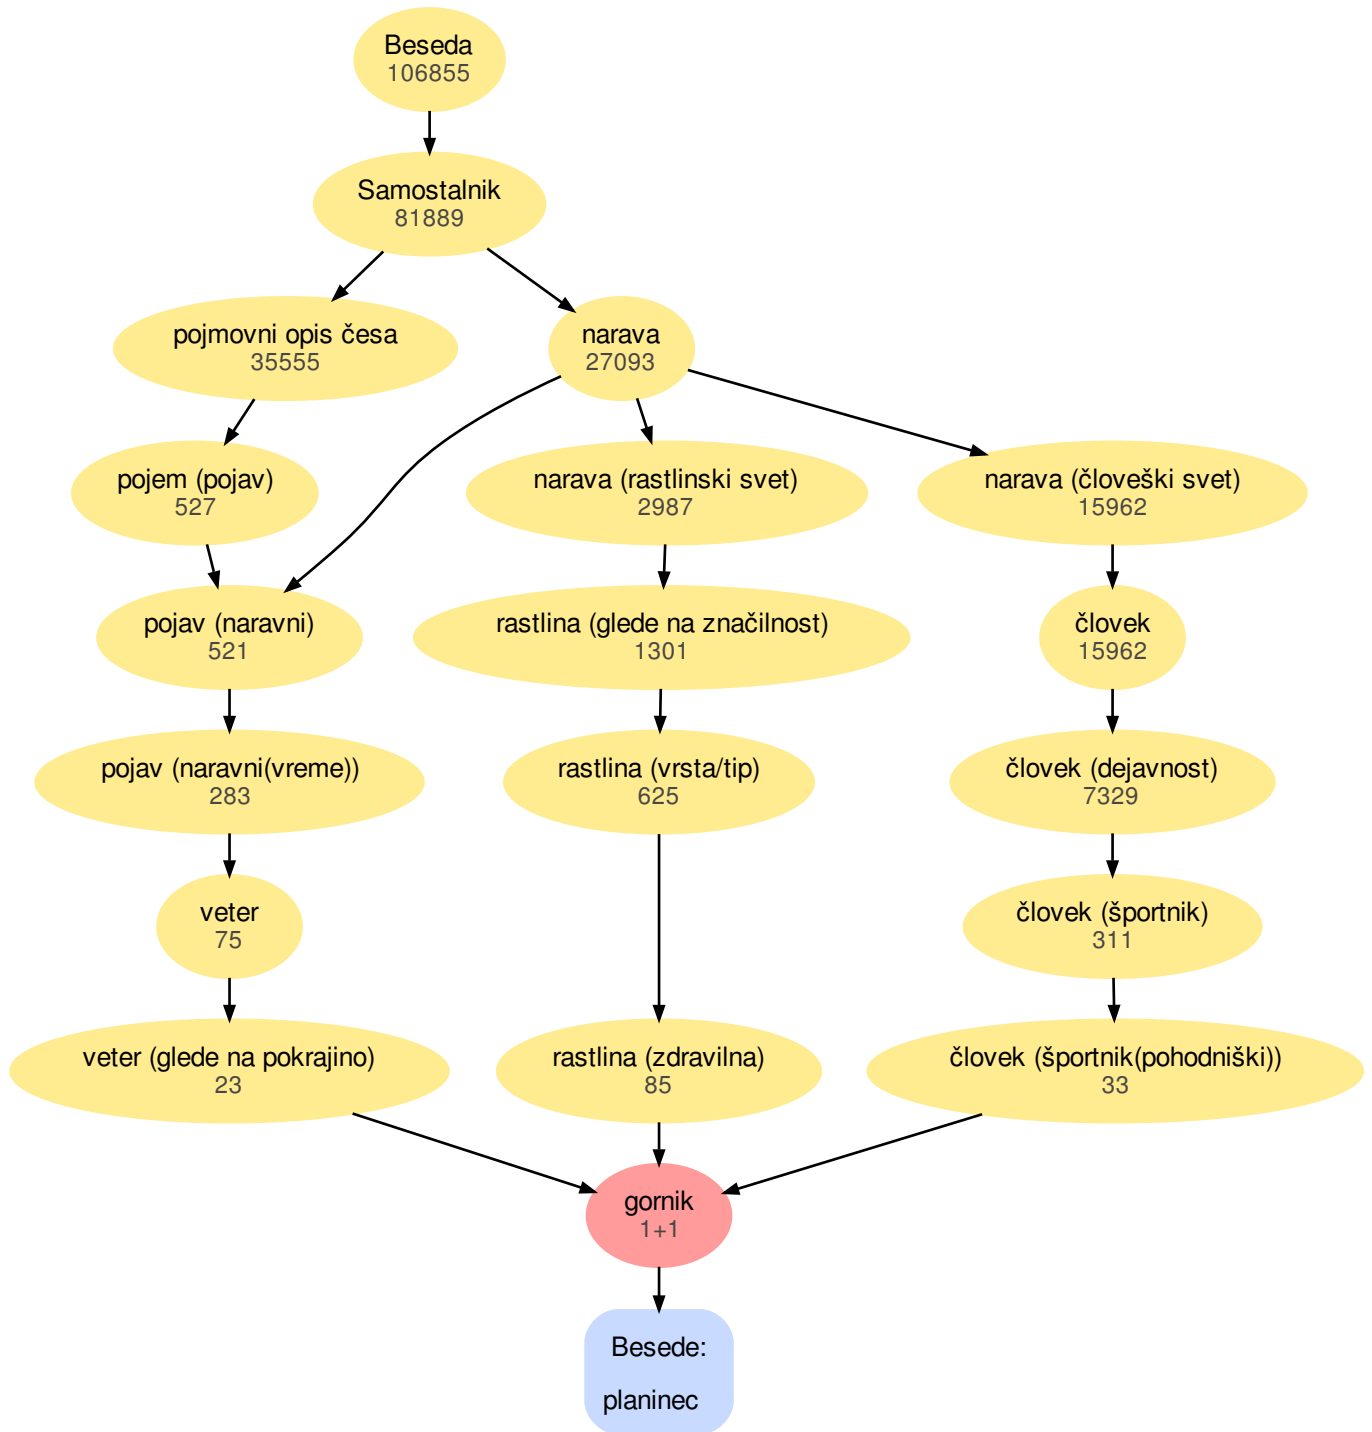 Beseda
106855
Samostalnik
81889
pojmovni opis česa
35555
narava
27093
pojem (pojav)
527
narava (rastlinski svet)
2987
narava (človeški svet)
15962
pojav (naravni)
521
rastlina (glede na značilnost)
1301
človek
15962
pojav (naravni(vreme))
283
rastlina (vrsta/tip)
625
človek (dejavnost)
7329
veter
75
človek (športnik)
311
veter (glede na pokrajino)
23
rastlina (zdravilna)
85
človek (športnik(pohodniški))
33
gornik
1+1
Besede:
planinec